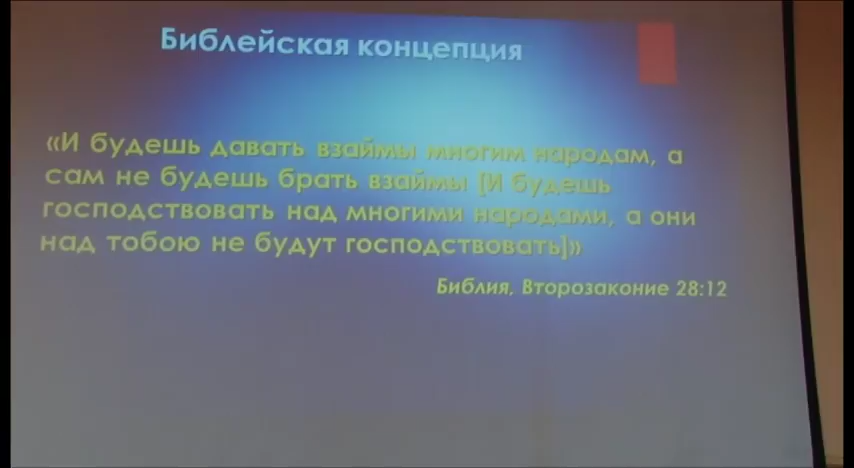 Библейская концепция
«И будешь давать взаймы многим народам, а
сам не будешь брать взаймы [И будешь
господствовать над многими народами, а они
над тобою не будут господствовать]»
Библия, Второзаконие 28:12